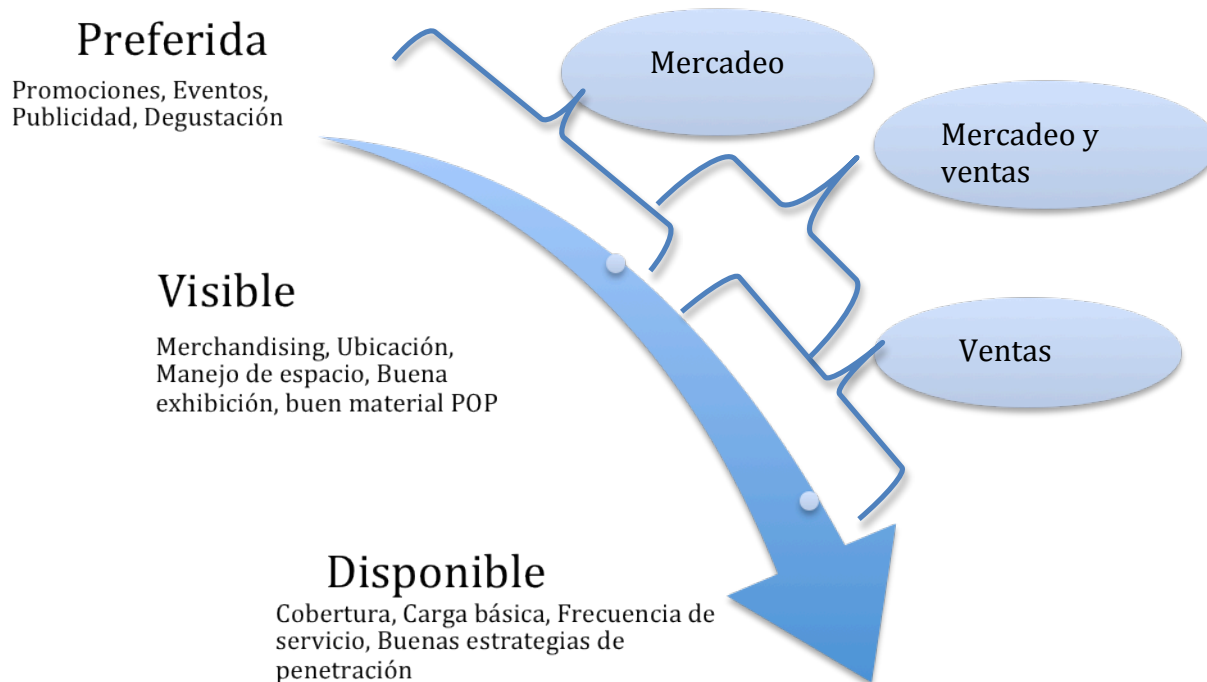 Preferida
Promociones, Eventos,
Publicidad, Degustación
Mercadeo
Mercadeo y
ventas
Visible
Merchandising, Ubicación,
Manejo de espacio, Buena
exhibición, buen material POP
Ventas
Disponible
Cobertura, Carga básica, Frecuencia de
servicio, Buenas estrategias de
penetración